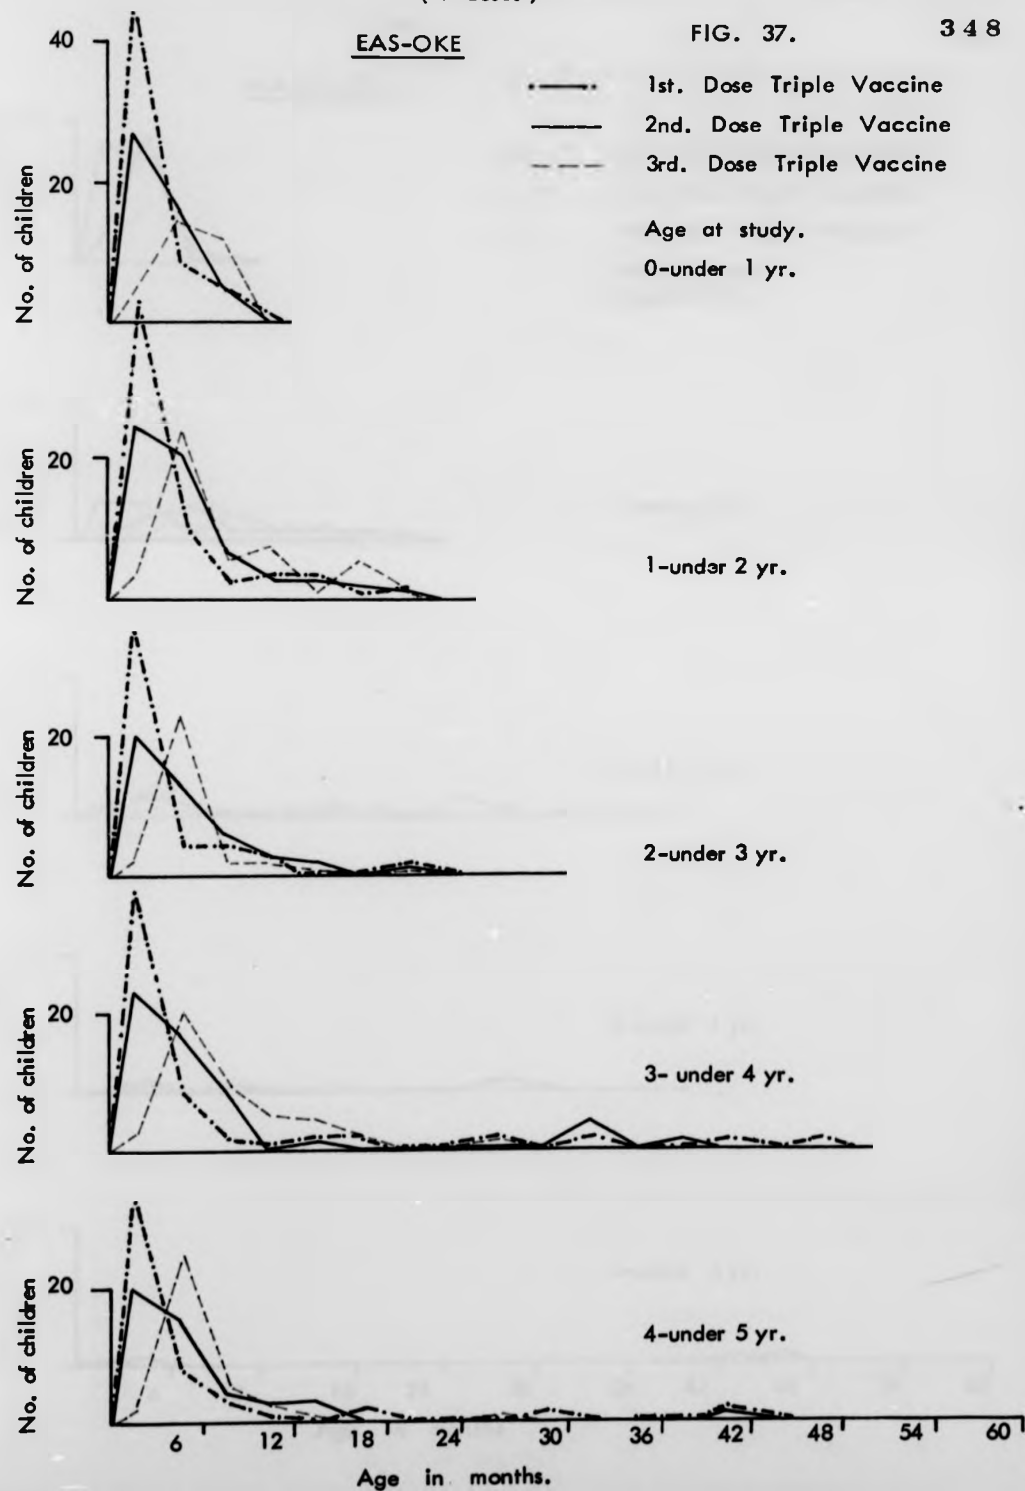 EAS-OKE
FIG. 37.
348
1st. Dose Triple Vaccine
2nd. Dose Triple Vaccine
3rd. Dose Triple Vaccine
Age at study.
0-under 1 yr.
40
20
No. of children
20
No. of children
1-under 2 yr.
20
No. of children
2-under 3 yr.
20
No. of children
3- under 4 yr.
20
No. of children
4-under 5 yr.
6 12 18 24 30 36 42 48 54 60
Age in months.